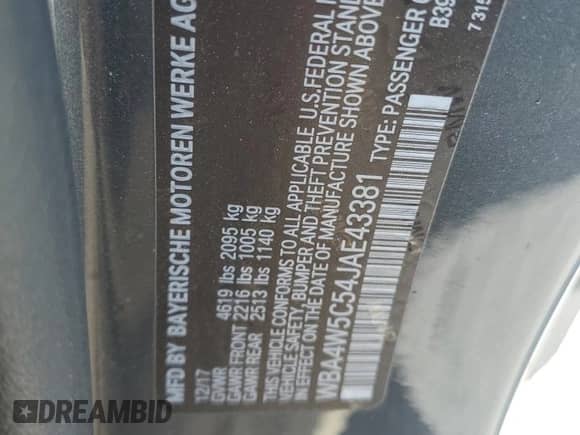 MFD BY BAYERISCHE MOTOREN WERKE AG
12/17
GVWR 4619 lbs 2095 kg
GAWR FRONT 2216 lbs 1005 kg
GAWR REAR 2513 lbs 1140 kg
THIS VEHICLE CONFORMS TO ALL APPLICABLE U.S. FEDERAL
VEHICLE SAFETY, BUMPER AND THEFT PREVENTION STAND
IN EFFECT ON THE DATE OF MANUFACTURE SHOWN ABOVE
WBA4W5C54JAE43381 TYPE: PASSENGER
B39
7319
DREAMBID